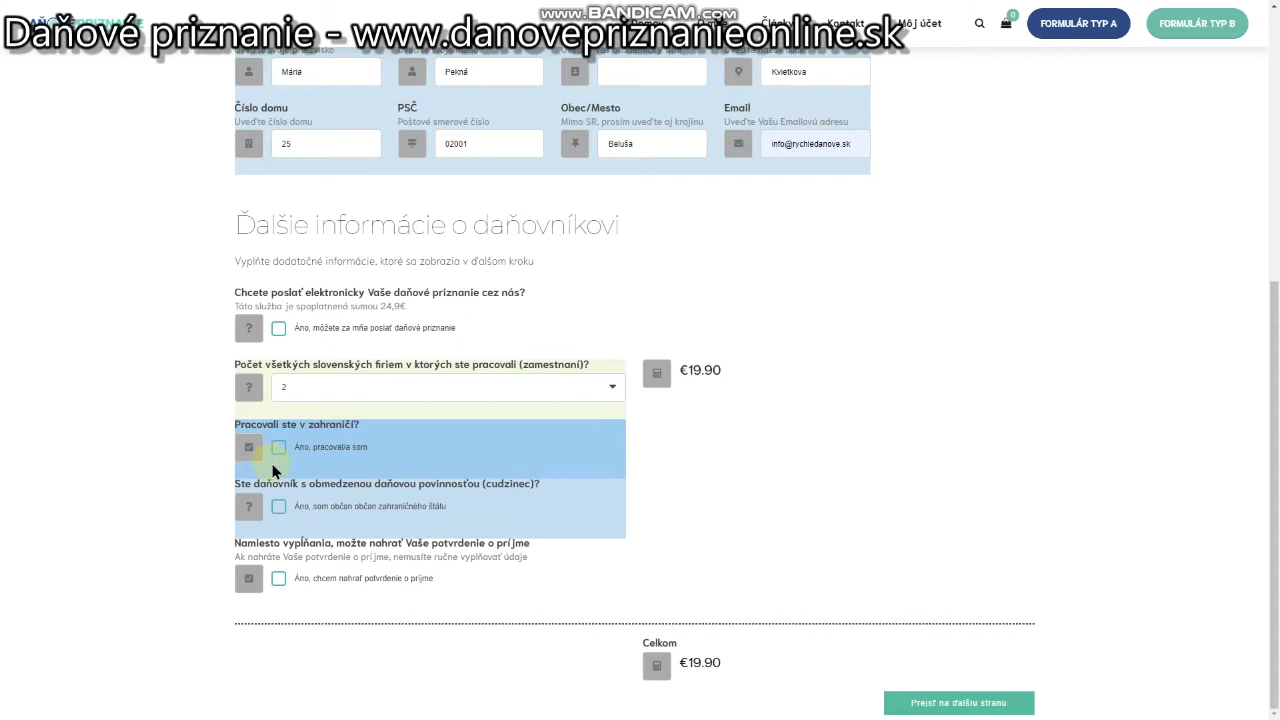 www.BANDICAM.com
Daňové priznanie - www.danovepriznanieonline.sk
Články
Kontakt
Môj účet
0
FORMULÁR TYP A
FORMULÁR TYP B
Mária
Pekná
Kvietkova
Číslo domu
PSČ
Obec/Mesto
Email
Uveďte číslo domu
Poštové smerové číslo
Mimo SR, prosím uveďte aj krajinu
Uveďte Vašu Emailovú adresu
25
02001
Beluša
info@rychledanove.sk
Ďalšie informácie o daňovníkovi
Vyplňte dodatočné informácie, ktoré sa zobrazia v ďalšom kroku
Chcete poslať elektronicky Vaše daňové priznanie cez nás?
Táto služba je spoplatnená sumou 24,9€
? Áno, môžete za mňa poslať daňové priznanie
Počet všetkých slovenských firiem v ktorých ste pracovali (zamestnaní)?
€19.90
? 2
Pracovali ste v zahraničí?
Áno, pracoval/a som
Ste daňovník s obmedzenou daňovou povinnosťou (cudzinec)?
? Áno, som občan občan zahraničného štátu
Namiesto vypĺňania, možte nahrať Vaše potvrdenie o príjme
Ak nahráte Vaše potvrdenie o príjme, nemusíte ručne vyplňovať údaje
Áno, chcem nahrať potvrdenie o príjme
Celkom
€19.90
Prejsť na ďalšiu stranu